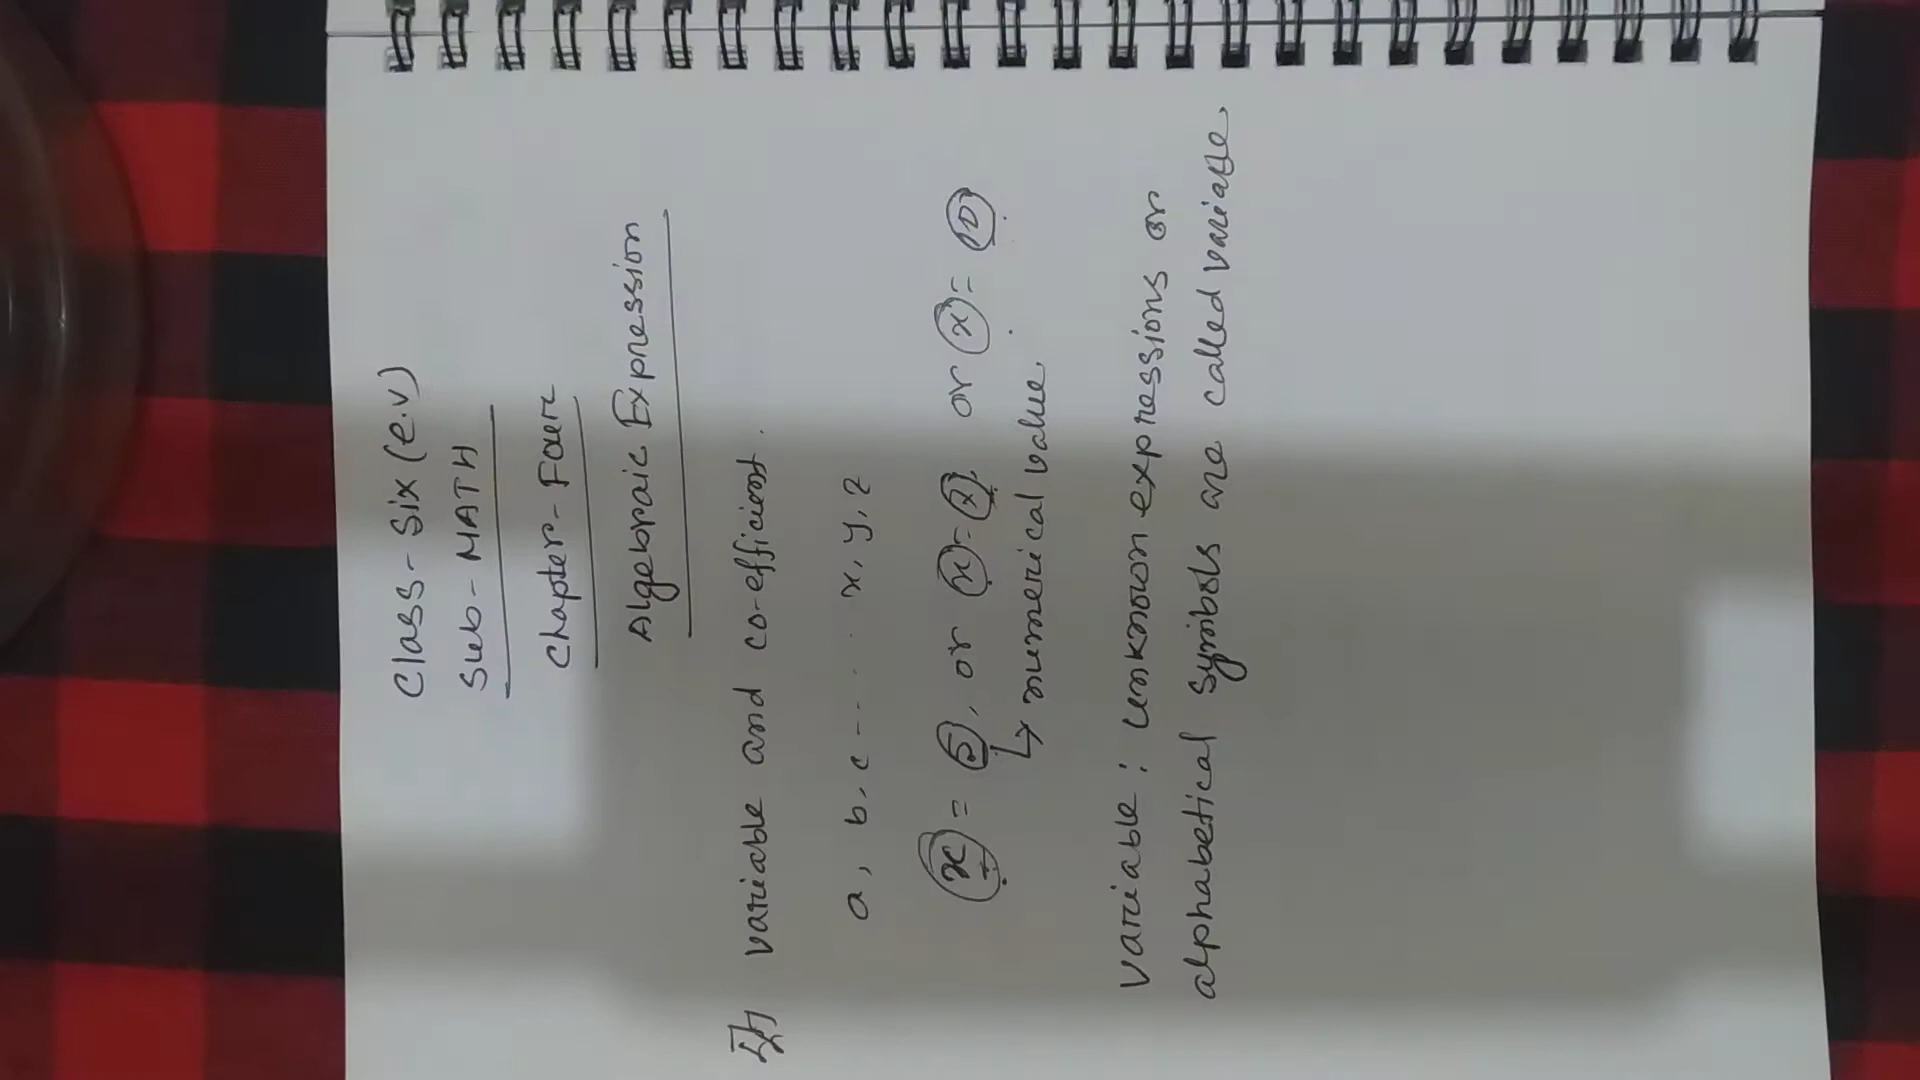 Class - Six (e.v)
Sub - MATH
Chapter - Four
Algebraic Expression
variable and co-efficient.
a, b, c - - . . . . x, y, z
x = 5, or x = 7, or x = 10
↳ numerical value.
variable : unknown expressions or
alphabetical symbols are called variable.